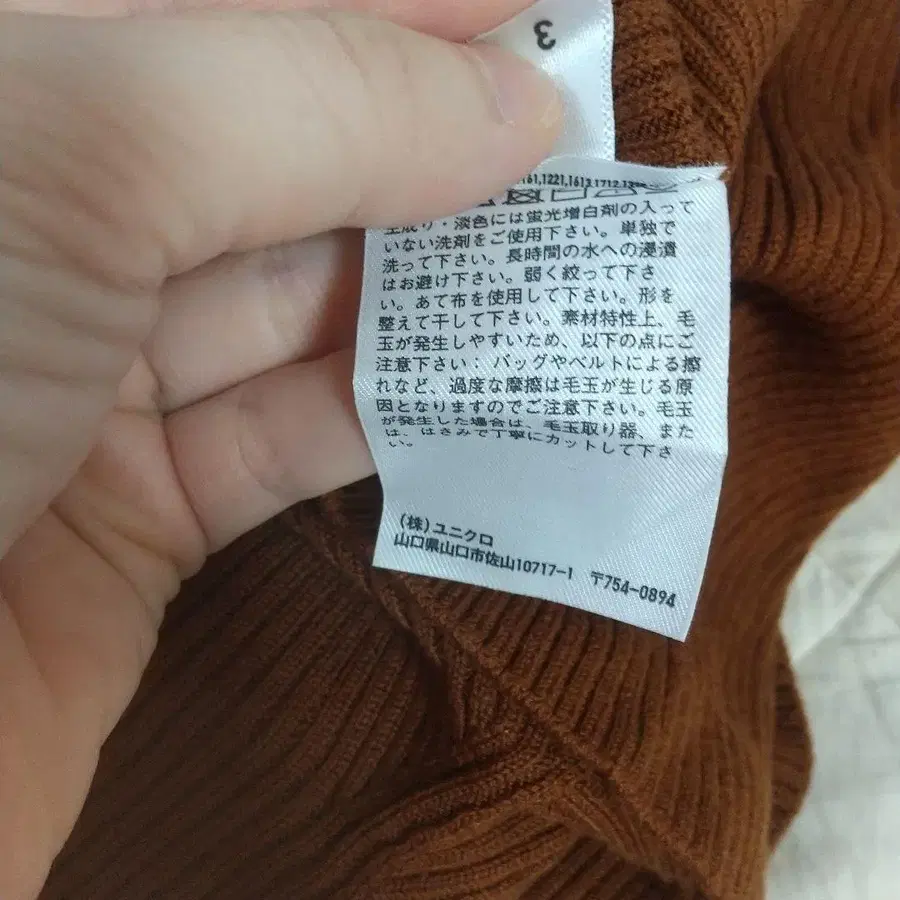 3
161,1221,1613,1712,
生成り・淡色には蛍光増白剤の入って
いない洗剤をご使用下さい。単独で
洗って下さい。長時間の水への浸漬
はお避け下さい。弱く絞って下さ
い。あて布を使用して下さい。形を
整えて干して下さい。素材特性上、毛
玉が発生しやすいため、以下の点にご
注意下さい：バッグやベルトによる擦
れなど、過度な摩擦は毛玉が生じる原
因となりますのでご注意下さい。毛玉
が発生した場合は、毛玉取り器、また
は、はさみで丁寧にカットして下さ
い。
(株)ユニクロ
山口県山口市佐山10717-1 〒754-0894